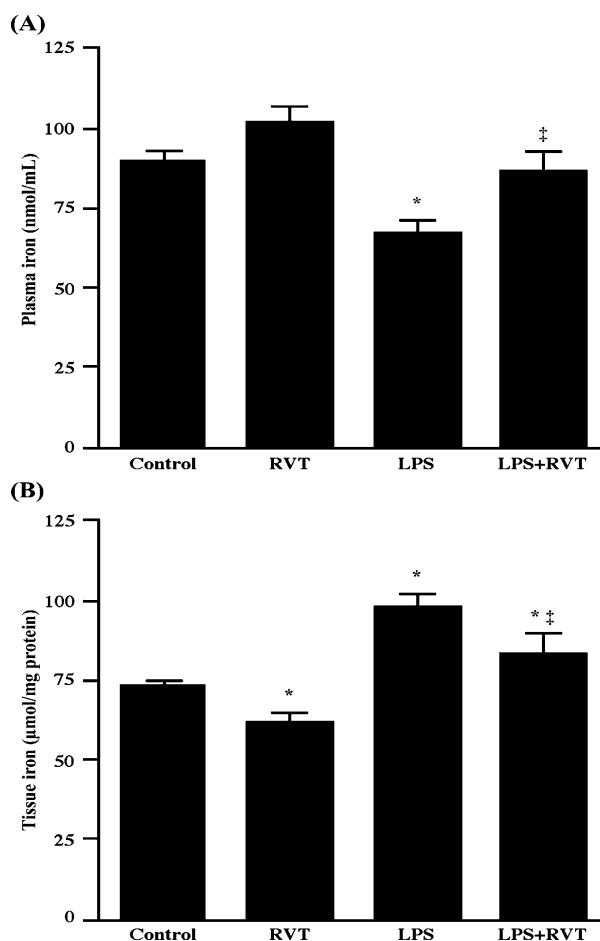 (A)
125
100
75
50
25
0
Plasma iron (nmol/mL)
*
‡
Control RVT LPS LPS+RVT
(B)
125
100
75
50
25
0
Tissue iron (µmol/mg protein)
*
*
* ‡
Control RVT LPS LPS+RVT